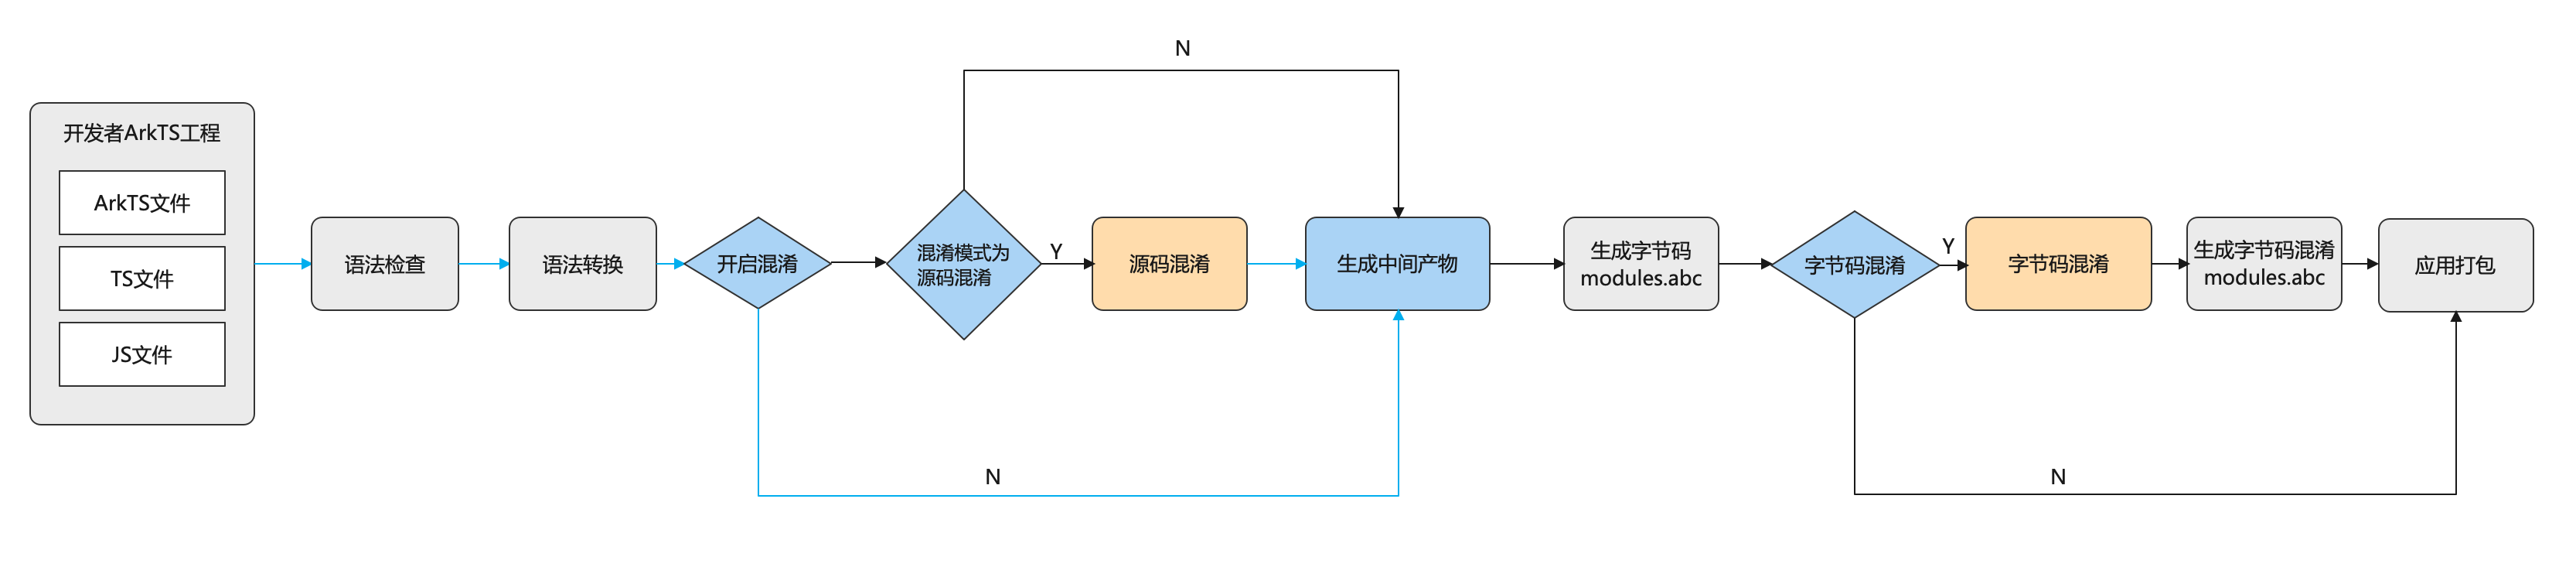 开发者ArkTS工程
ArkTS文件
TS文件
JS文件
语法检查
语法转换
开启混淆
N
混淆模式为
源码混淆
N
Y
源码混淆
生成中间产物
生成字节码
modules.abc
字节码混淆
Y
N
字节码混淆
生成字节码混淆
modules.abc
应用打包